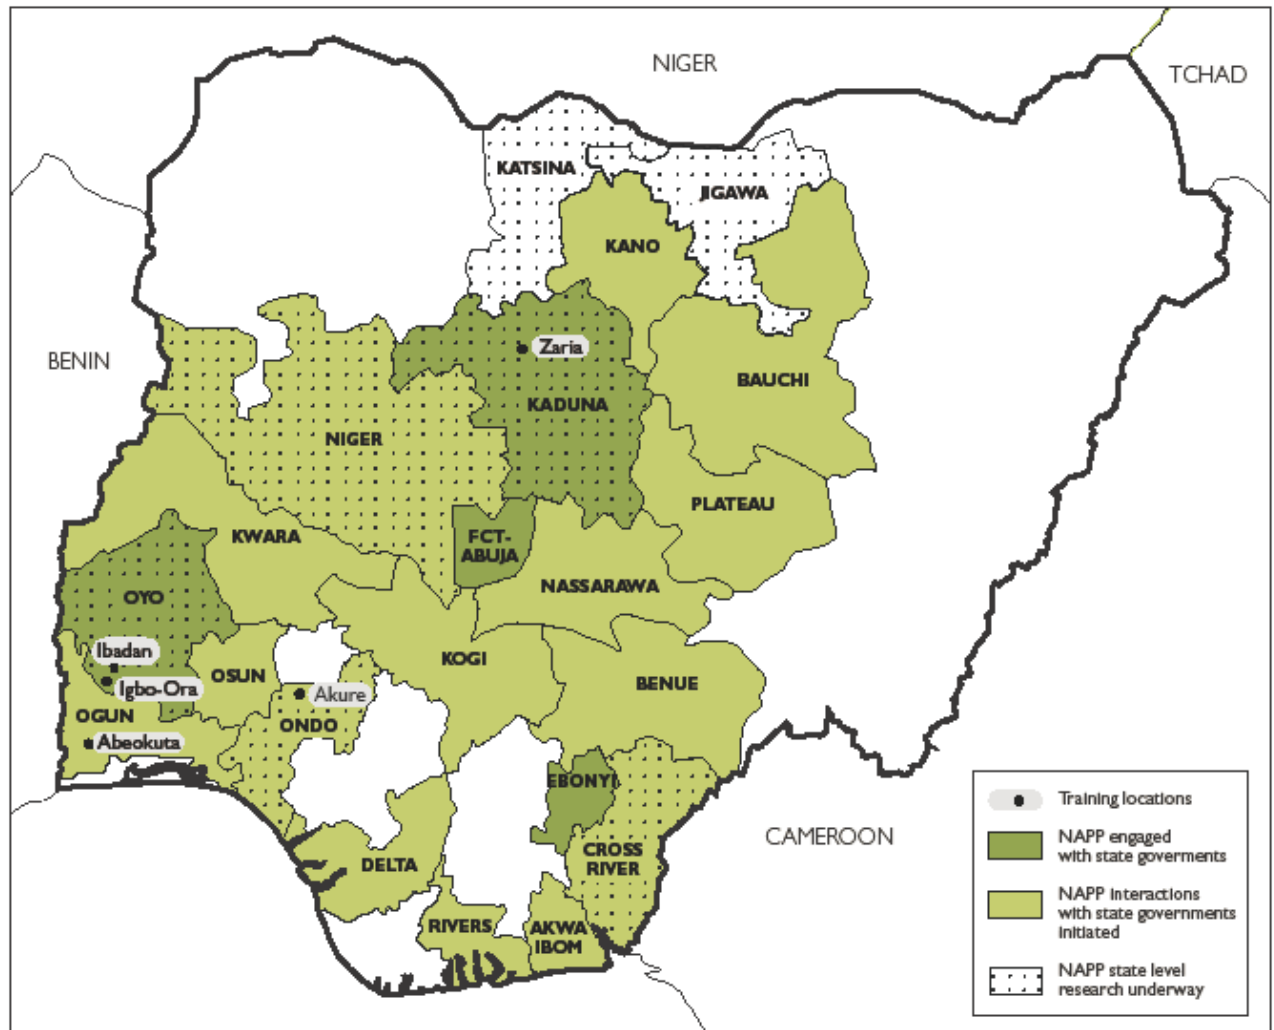 NIGER
TCHAD
KATSINA
JIGAWA
KANO
BENIN
Zaria
BAUCHI
KADUNA
NIGER
PLATEAU
KWARA
FCT-
ABUJA
NASSARAWA
OYO
Ibadan
KOGI
OSUN
BENUE
Igbo-Ora
Akure
OGUN
ONDO
Abeokuta
EBONYI
CAMEROON
CROSS
RIVER
DELTA
RIVERS
AKWA
IBOM
Training locations
NAPP engaged
with state goverments
NAPP interactions
with state governments
initiated
NAPP state level
research underway